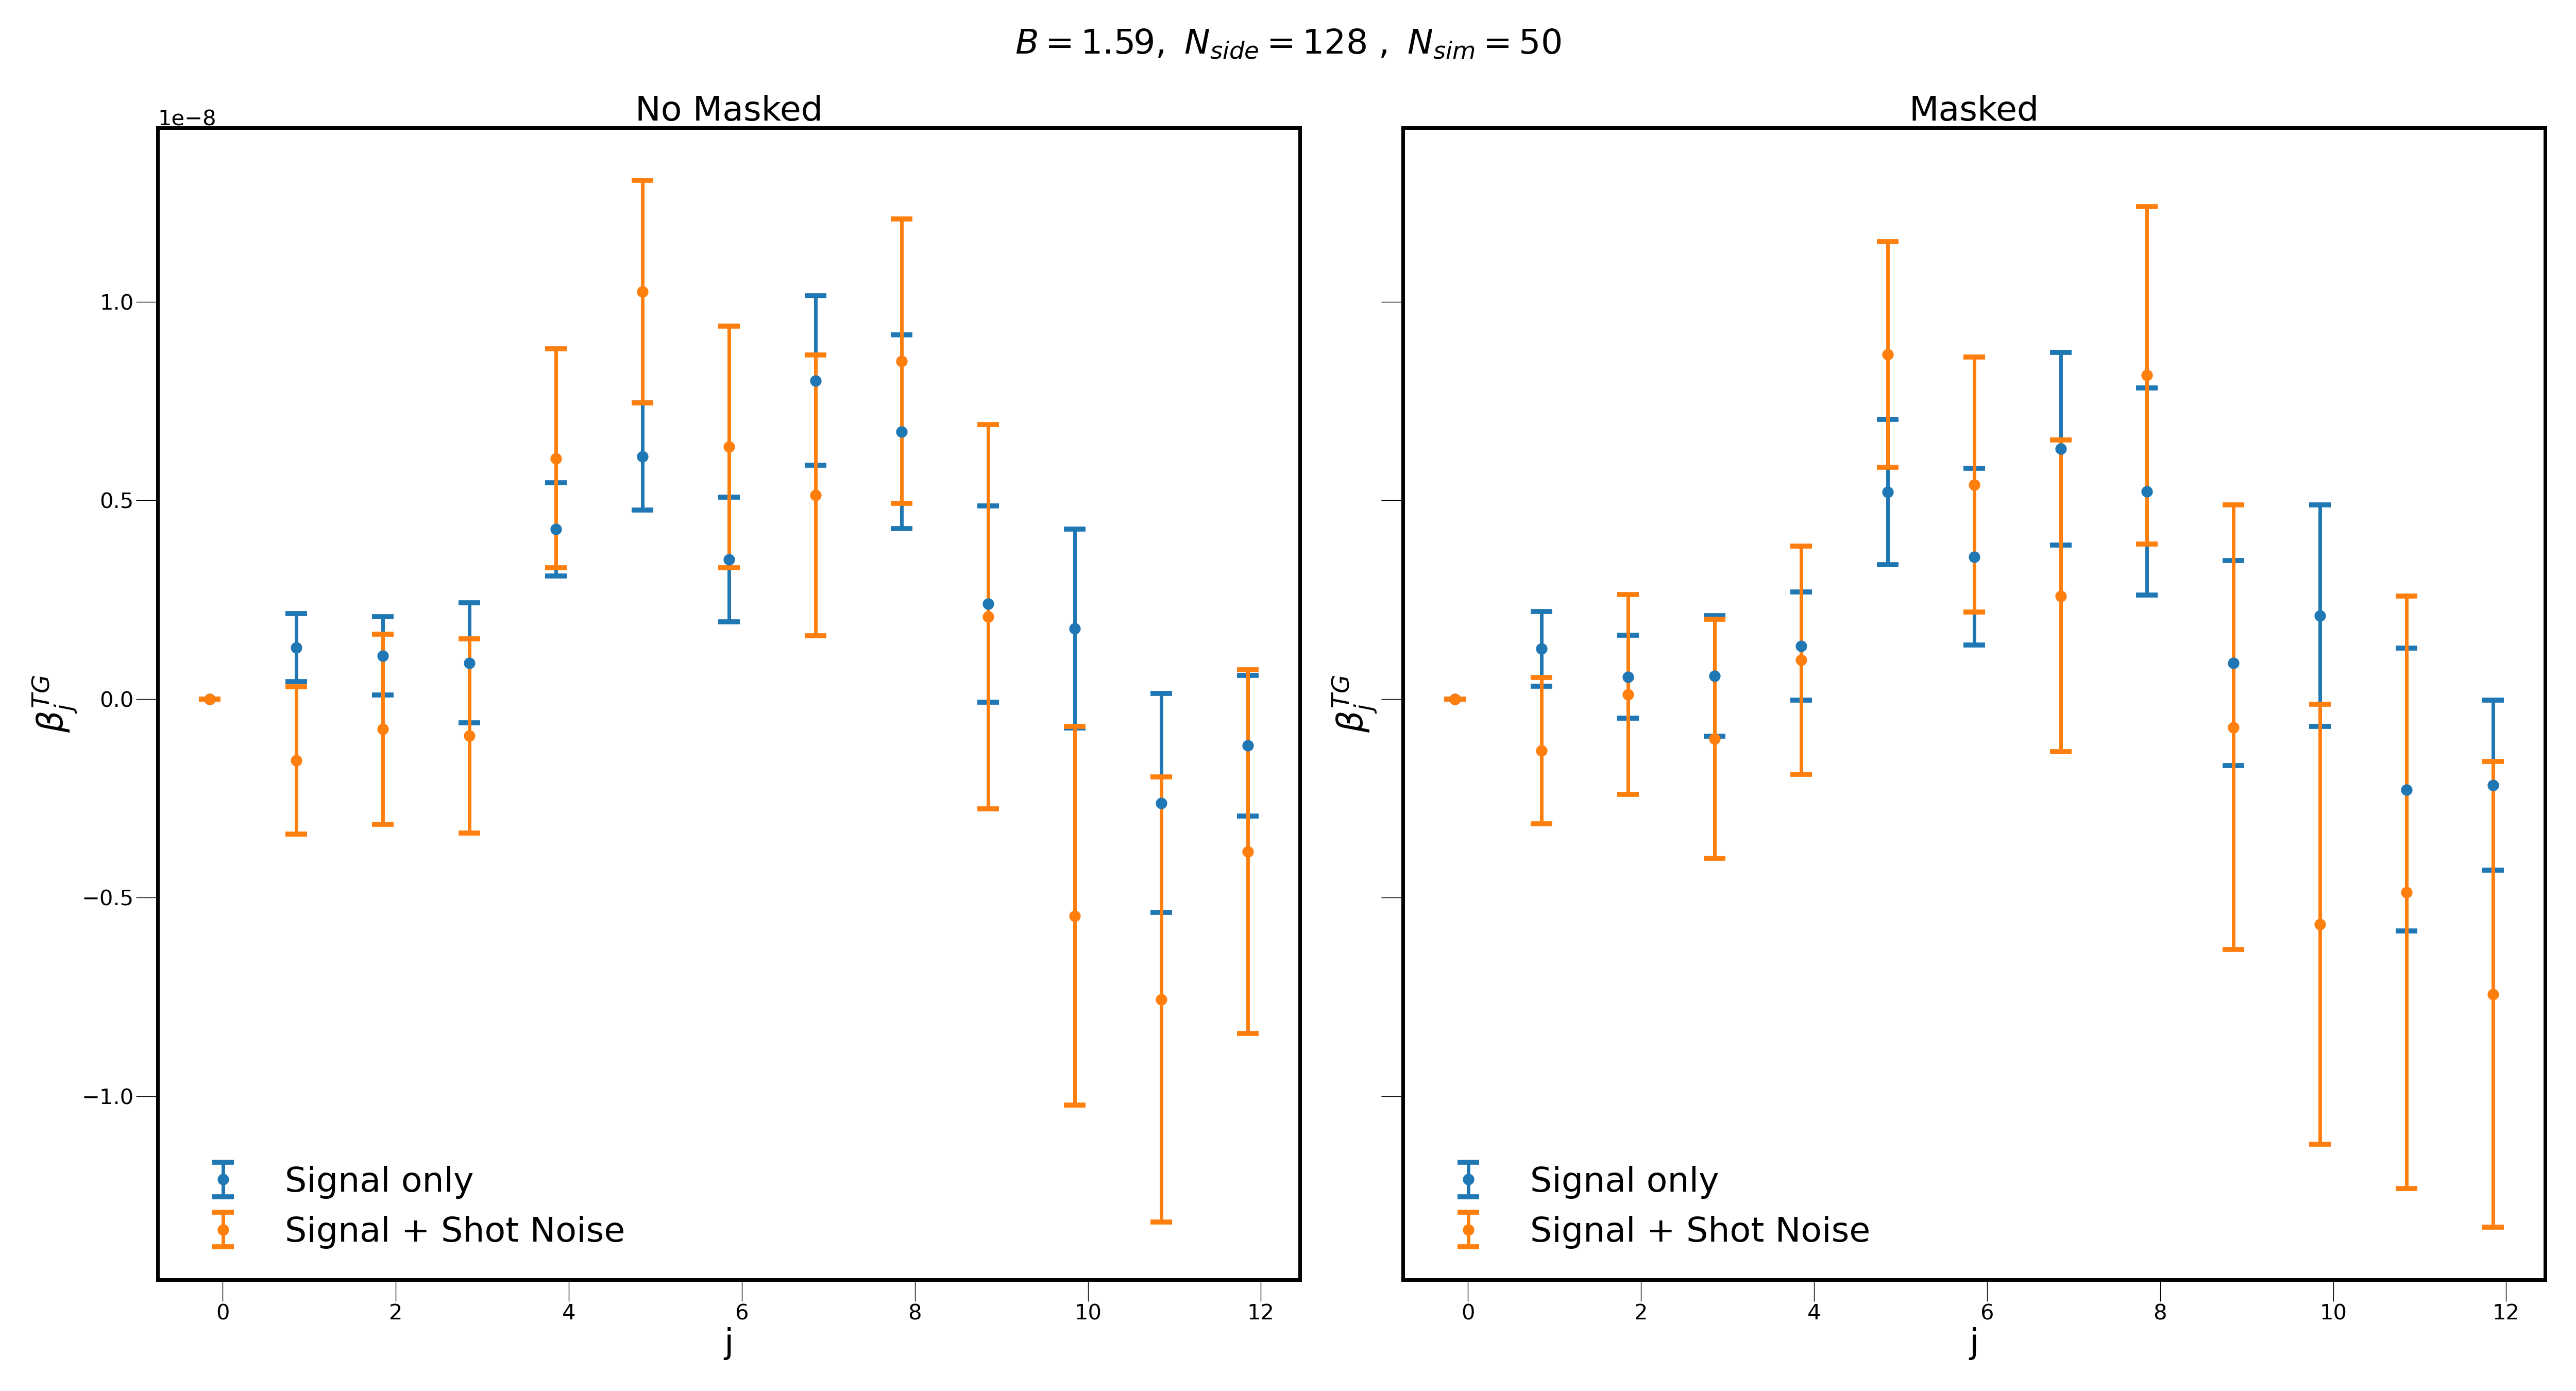 B = 1.59, N_side = 128 , N_sim = 50
No Masked
1e−8
1.0
0.5
0.0
−0.5
−1.0
β_j^TG
Signal only
Signal + Shot Noise
0 2 4 6 8 10 12
j
Masked
β_j^TG
Signal only
Signal + Shot Noise
0 2 4 6 8 10 12
j